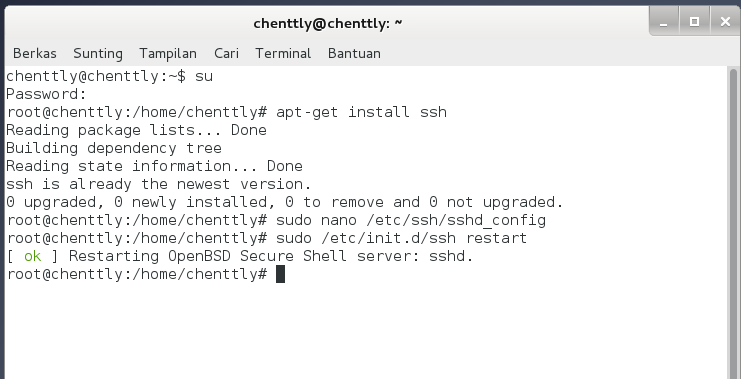 chenttly@chenttly: ~
Berkas Sunting Tampilan Cari Terminal Bantuan
chenttly@chenttly:~$ su
Password:
root@chenttly:/home/chenttly# apt-get install ssh
Reading package lists... Done
Building dependency tree
Reading state information... Done
ssh is already the newest version.
0 upgraded, 0 newly installed, 0 to remove and 0 not upgraded.
root@chenttly:/home/chenttly# sudo nano /etc/ssh/sshd_config
root@chenttly:/home/chenttly# sudo /etc/init.d/ssh restart
[ ok ] Restarting OpenBSD Secure Shell server: sshd.
root@chenttly:/home/chenttly#